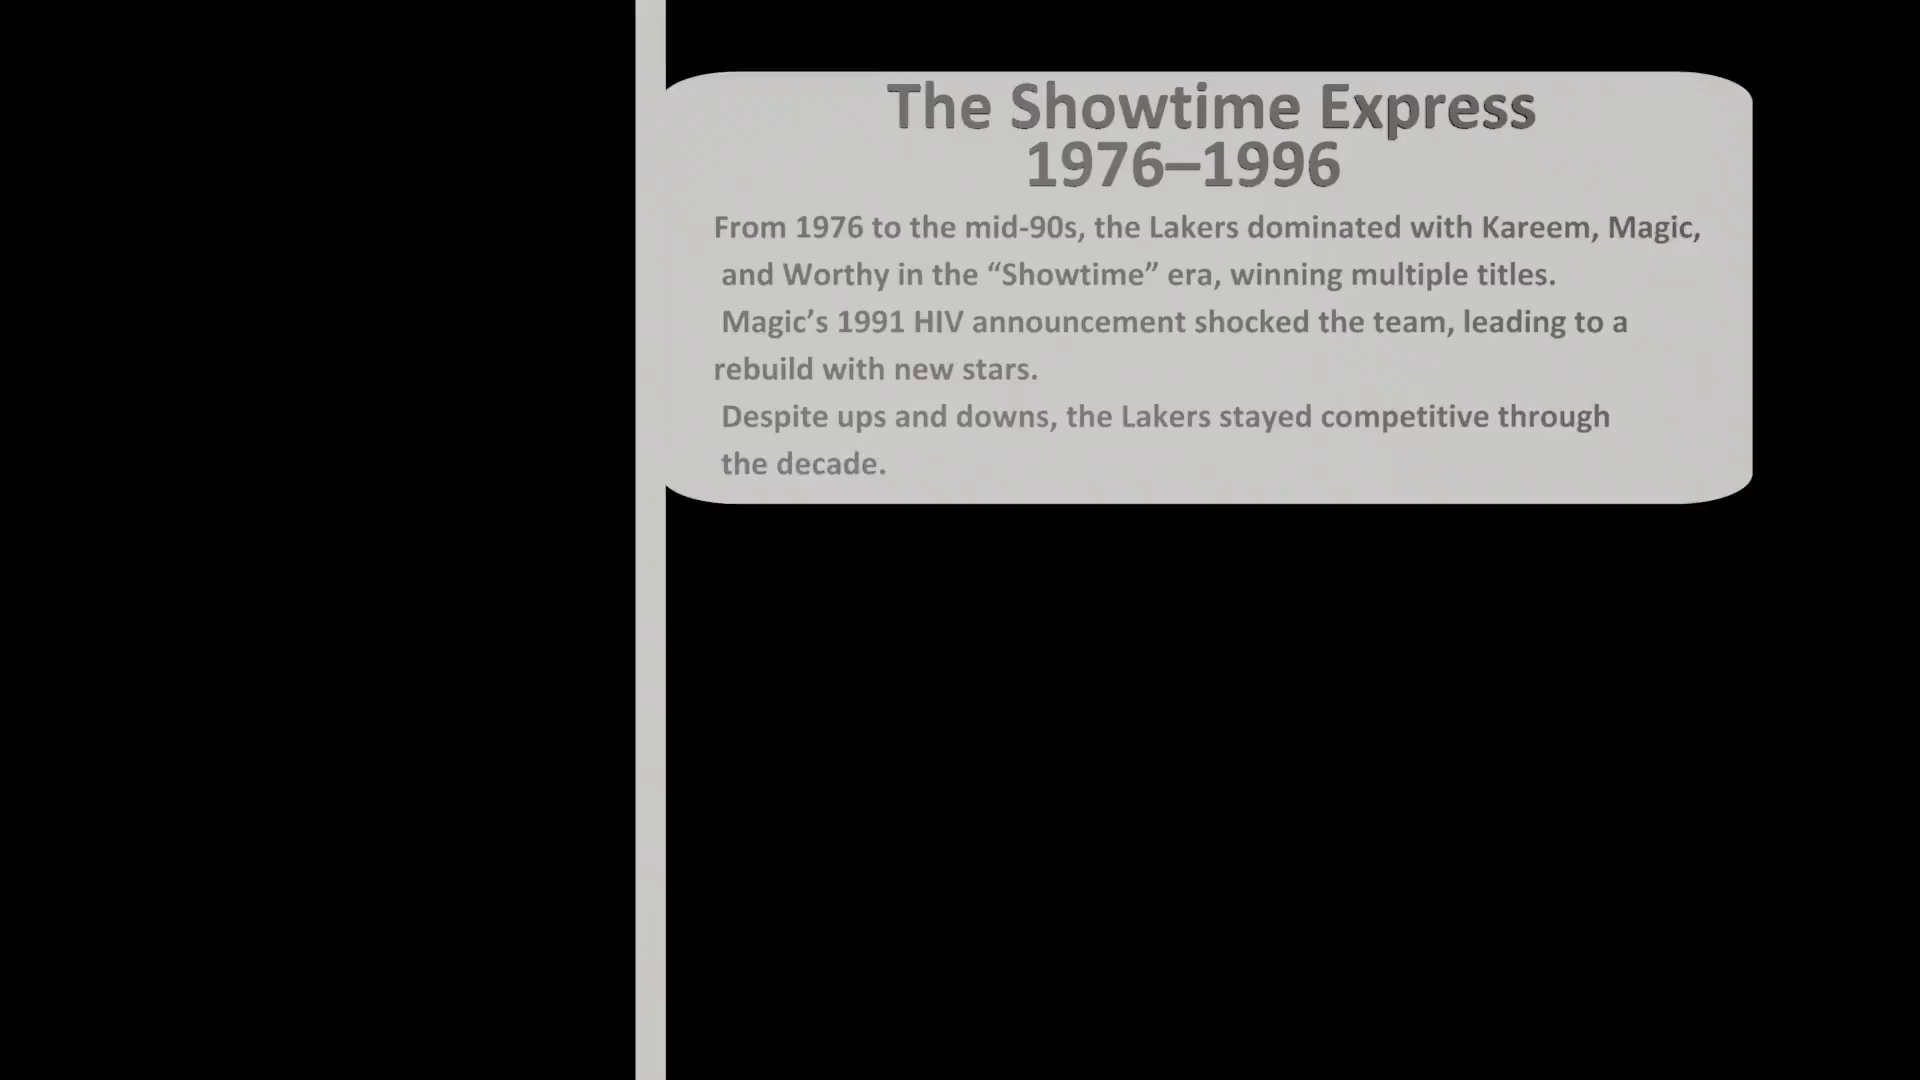 The Showtime Express
1976–1996
From 1976 to the mid-90s, the Lakers dominated with Kareem, Magic,
and Worthy in the “Showtime” era, winning multiple titles.
Magic’s 1991 HIV announcement shocked the team, leading to a
rebuild with new stars.
Despite ups and downs, the Lakers stayed competitive through
the decade.